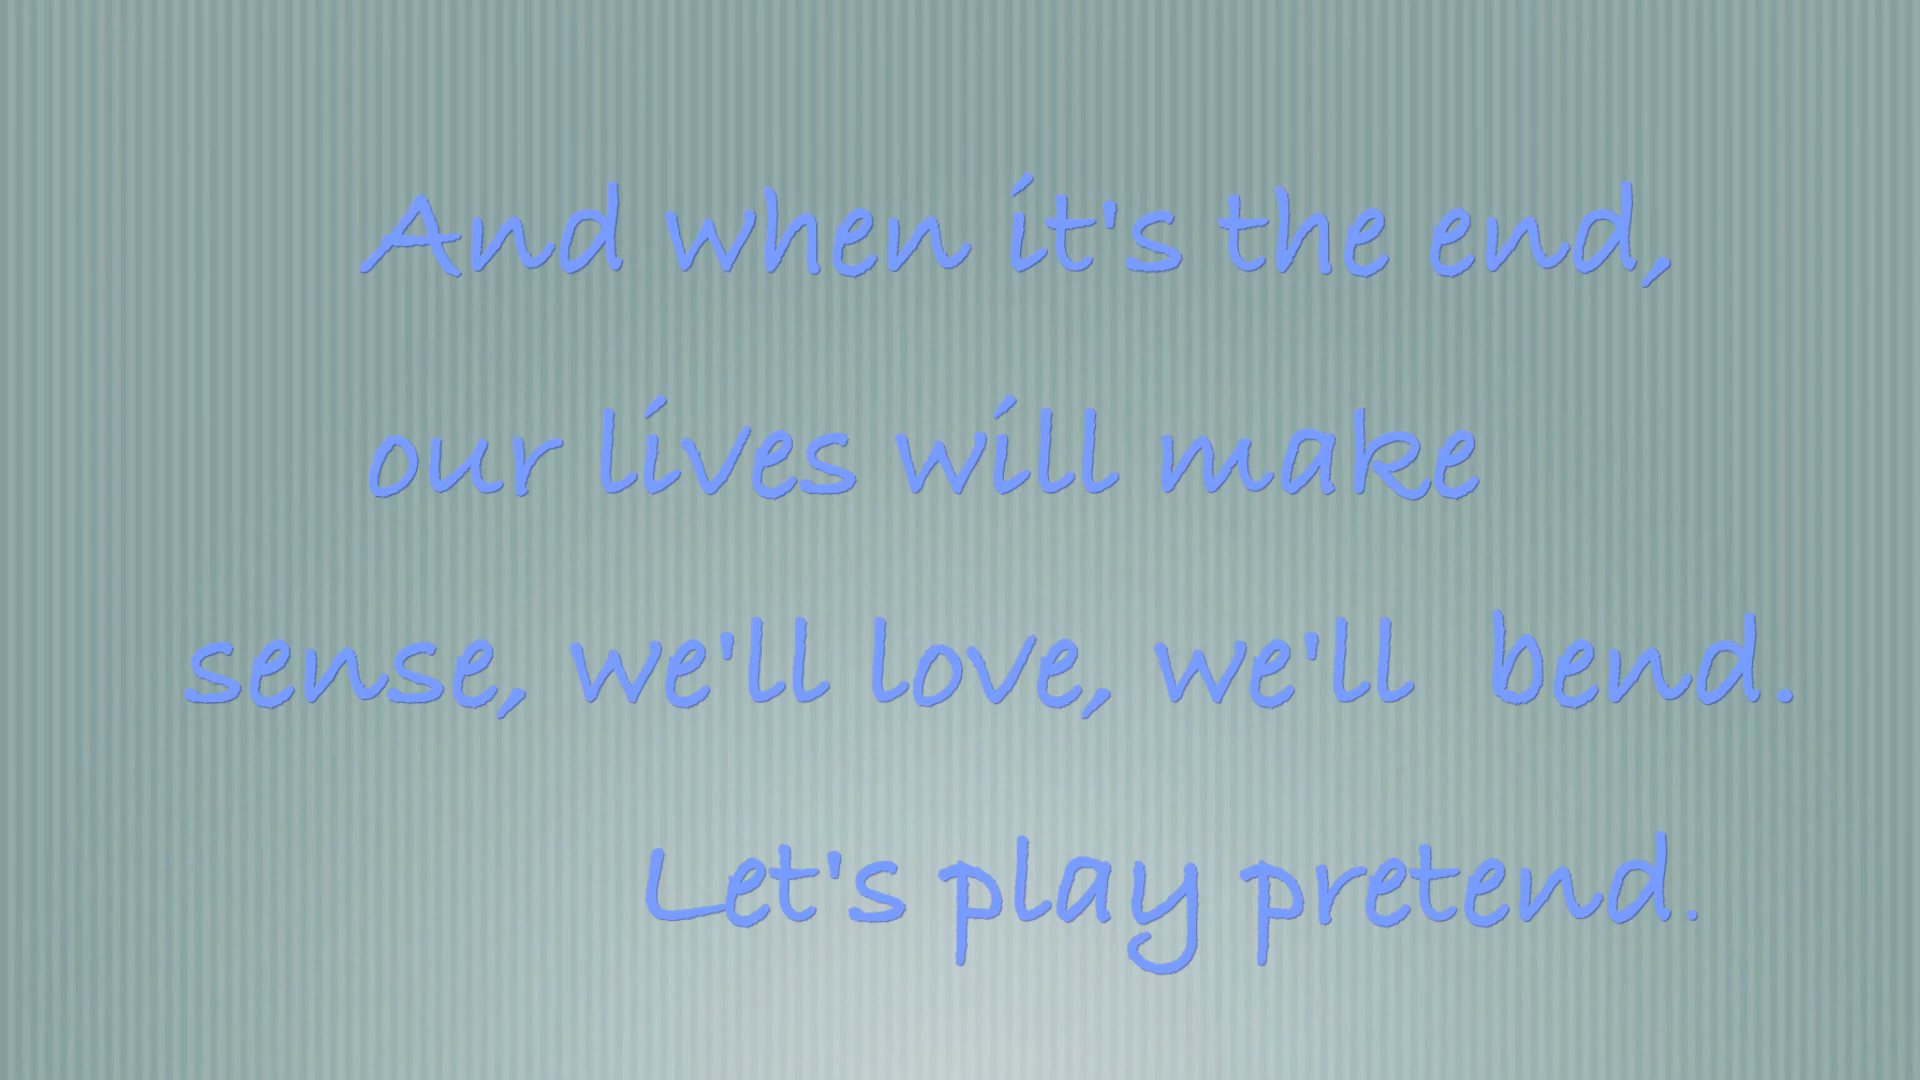 And when it's the end,
our lives will make
sense, we'll love, we'll bend.
Let's play pretend.